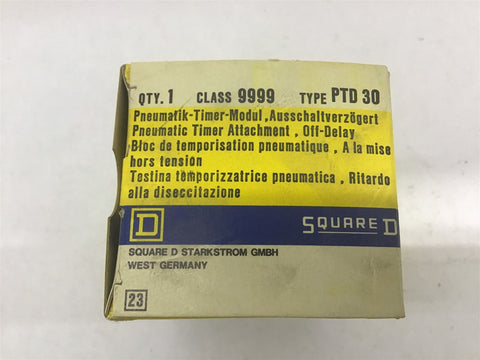 QTY. 1 CLASS 9999 TYPE PTD 30
Pneumatik-Timer-Modul, Ausschaltverzögert
Pneumatic Timer Attachment, Off-Delay
Bloc de temporisation pneumatique, A la mise
hors tension
Testina temporizzatrice pneumatica, Ritardo
alla diseccitazione
D SQUARE D
SQUARE D STARKSTROM GMBH
WEST GERMANY
23